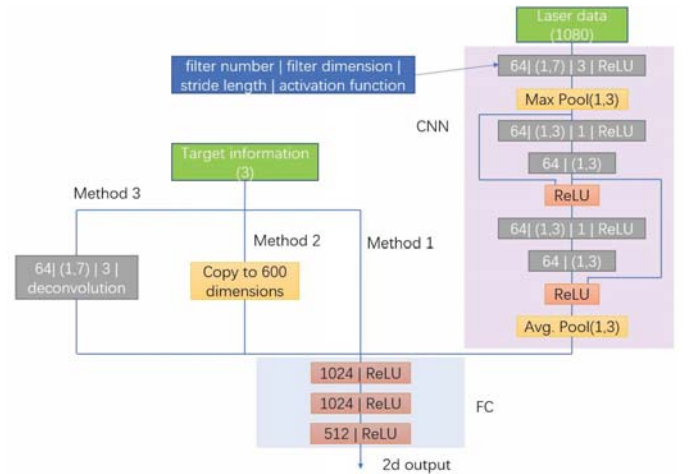 Laser data
(1080)
filter number | filter dimension |
stride length | activation function
64| (1,7) | 3 | ReLU
Max Pool(1,3)
CNN
64| (1,3) | 1 | ReLU
64 | (1,3)
ReLU
64| (1,3) | 1 | ReLU
64 | (1,3)
ReLU
Avg. Pool(1,3)
Target information
(3)
Method 3
Method 2
Method 1
64| (1,7) | 3 |
deconvolution
Copy to 600
dimensions
1024 | ReLU
1024 | ReLU
512 | ReLU
FC
2d output